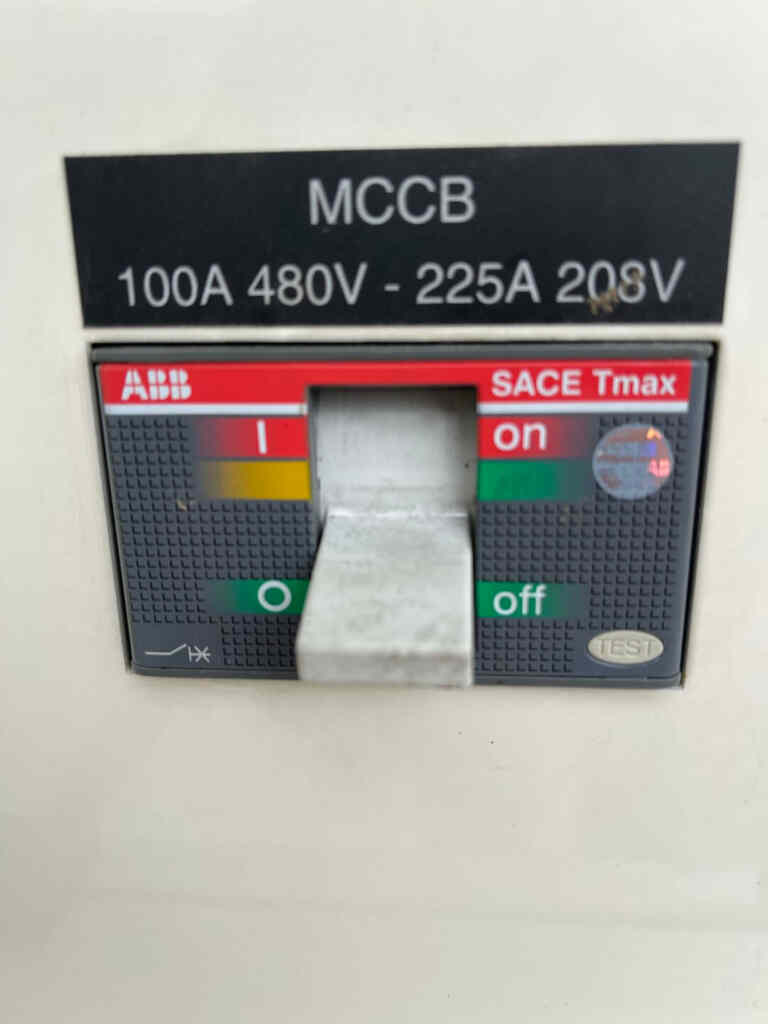 MCCB
100A 480V - 225A 208V
ABB SACE Tmax
I on
O off
TEST